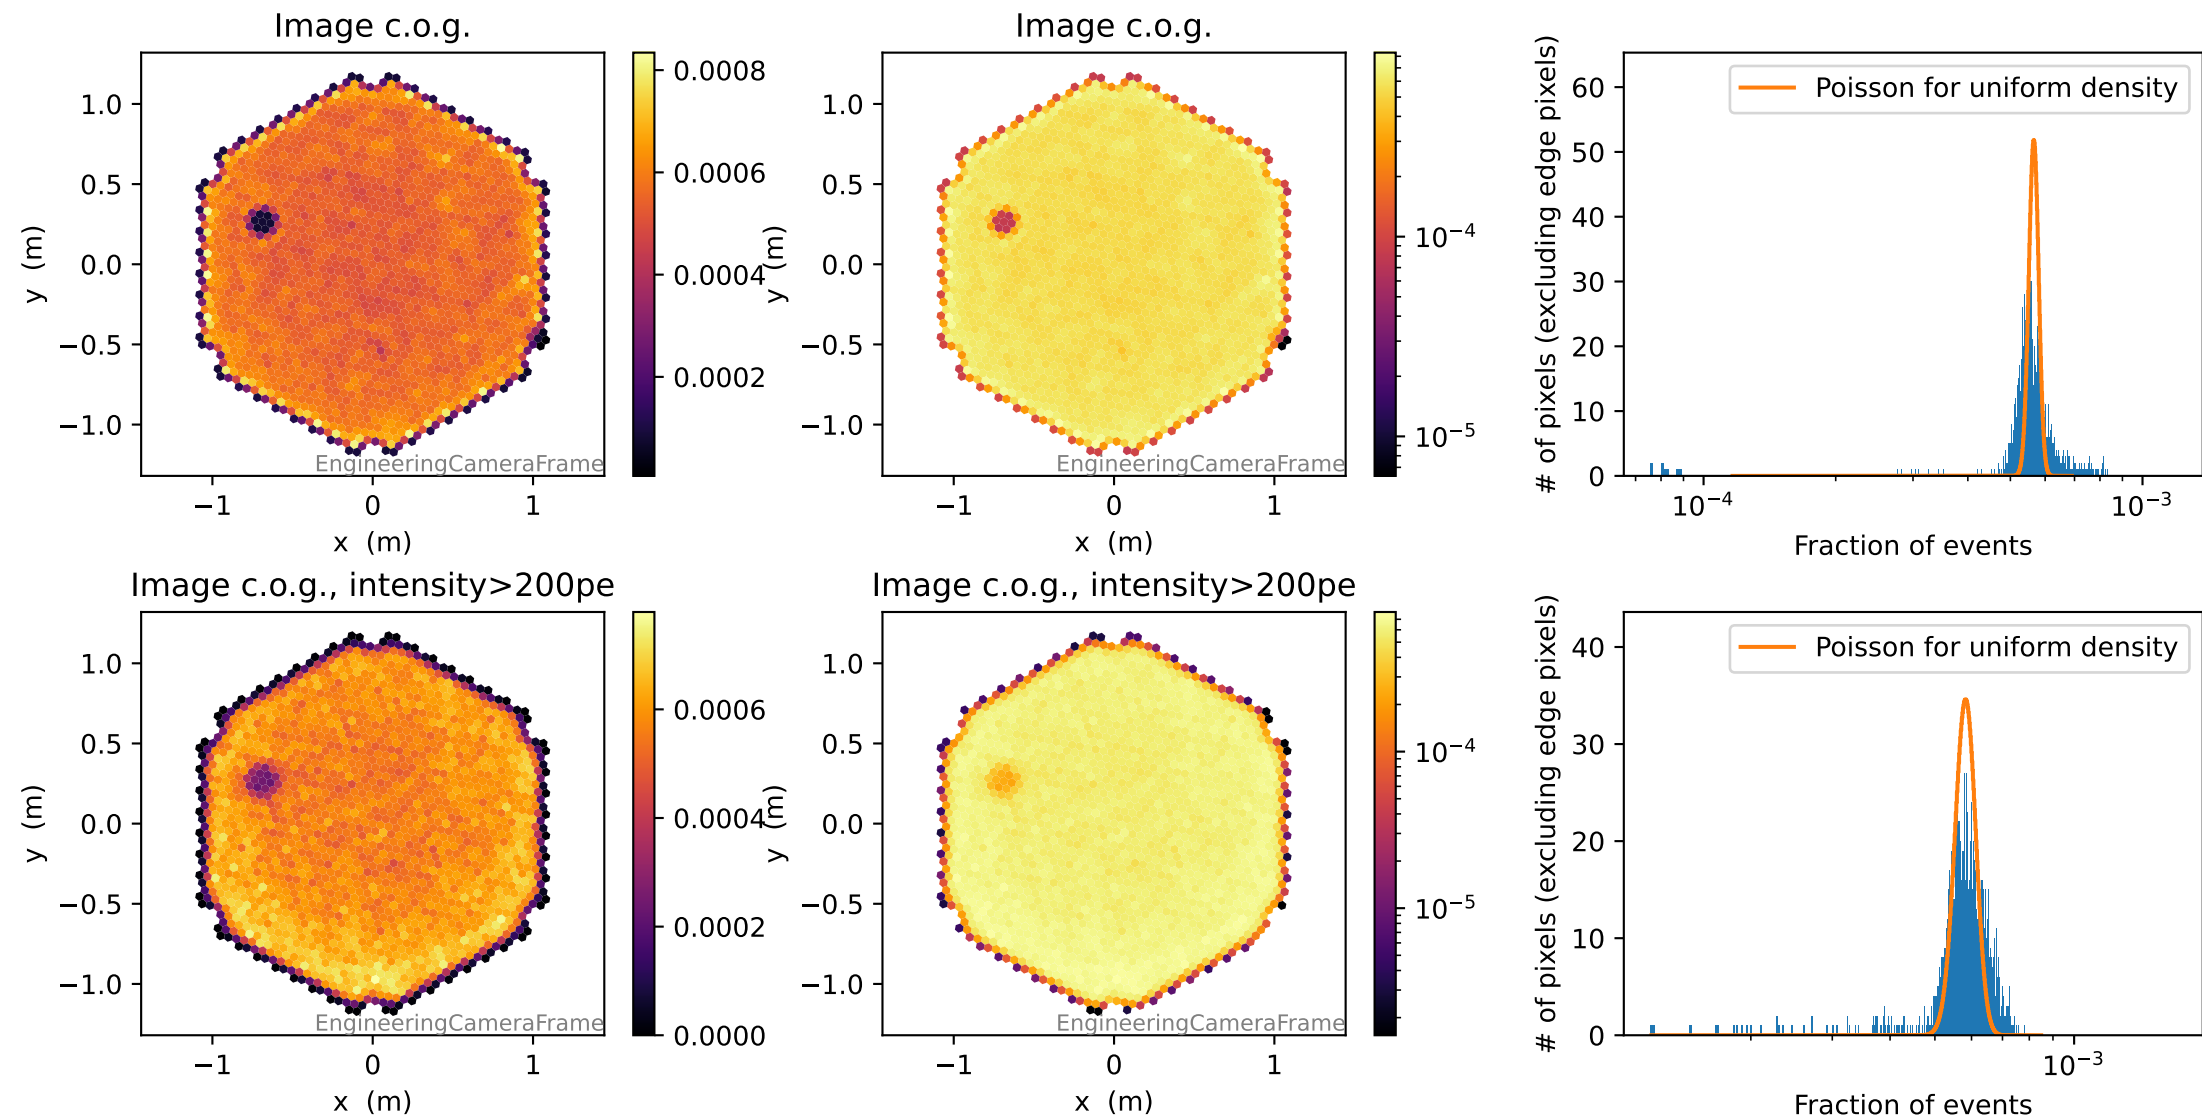 Image c.o.g.
1.0
0.5
0.0
−0.5
−1.0
y (m)
−1
0
1
x (m)
EngineeringCameraFrame
0.0008
0.0006
0.0004
0.0002
Image c.o.g.
1.0
0.5
0.0
−0.5
−1.0
y (m)
−1
0
1
x (m)
EngineeringCameraFrame
10⁻⁴
10⁻⁵
# of pixels (excluding edge pixels)
60
50
40
30
20
10
0
Poisson for uniform density
10⁻⁴
10⁻³
Fraction of events
Image c.o.g., intensity>200pe
1.0
0.5
0.0
−0.5
−1.0
y (m)
−1
0
1
x (m)
EngineeringCameraFrame
0.0006
0.0004
0.0002
0.0000
Image c.o.g., intensity>200pe
1.0
0.5
0.0
−0.5
−1.0
y (m)
−1
0
1
x (m)
EngineeringCameraFrame
10⁻⁴
10⁻⁵
# of pixels (excluding edge pixels)
40
30
20
10
0
Poisson for uniform density
10⁻³
Fraction of events